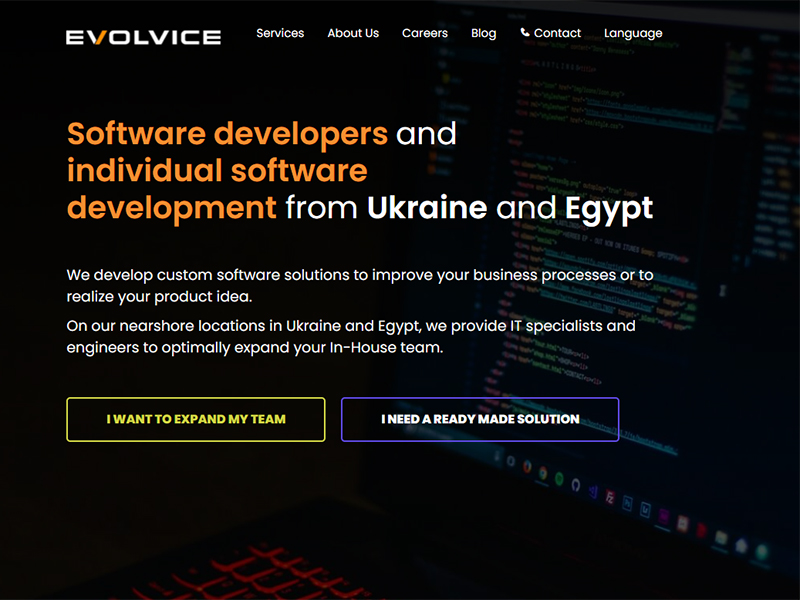 EVOLVICE
Services About Us Careers Blog Contact Language
Software developers and
individual software
development from Ukraine and Egypt
We develop custom software solutions to improve your business processes or to
realize your product idea.
On our nearshore locations in Ukraine and Egypt, we provide IT specialists and
engineers to optimally expand your In-House team.
I WANT TO EXPAND MY TEAM
I NEED A READY MADE SOLUTION